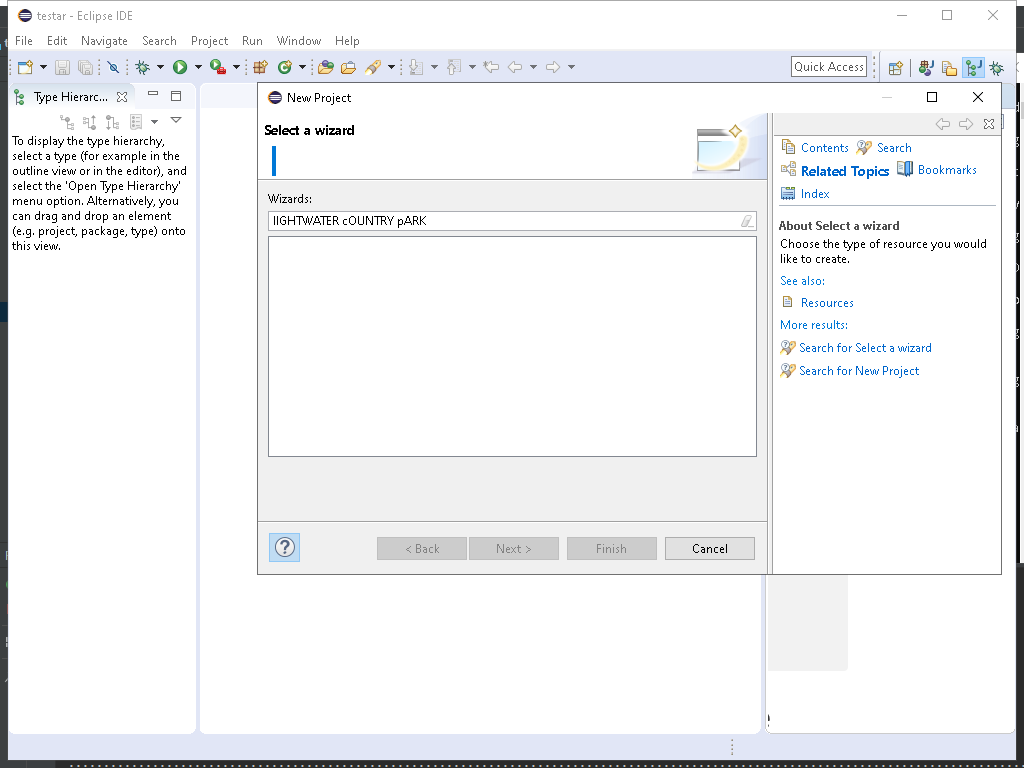 testar - Eclipse IDE
File Edit Navigate Search Project Run Window Help
Quick Access
Type Hierarc...
To display the type hierarchy,
select a type (for example in the
outline view or in the editor), and
select the 'Open Type Hierarchy'
menu option. Alternatively, you
can drag and drop an element
(e.g. project, package, type) onto
this view.
New Project
Select a wizard
Wizards:
lIGHTWATER cOUNTRY pARK
< Back Next > Finish Cancel
Contents Search
Related Topics Bookmarks
Index
About Select a wizard
Choose the type of resource you would
like to create.
See also:
Resources
More results:
Search for Select a wizard
Search for New Project